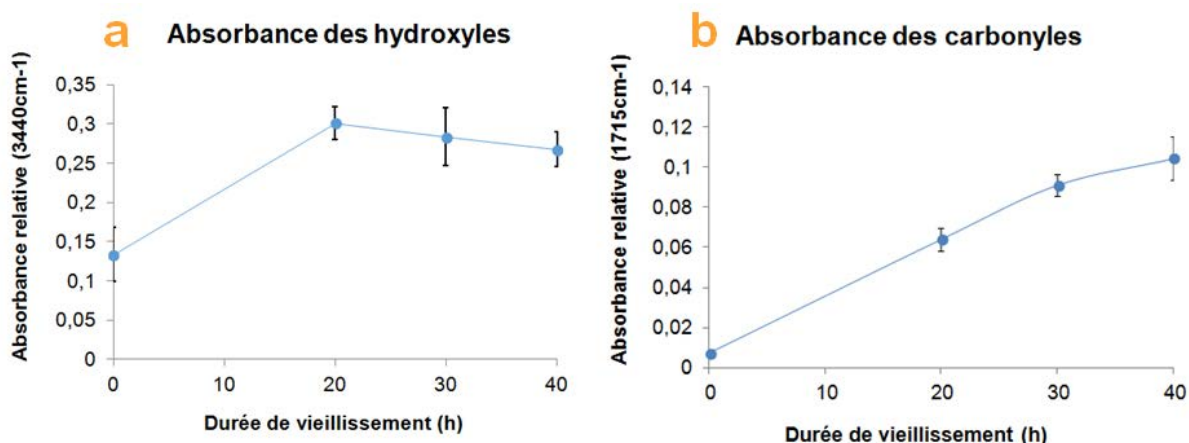 a Absorbance des hydroxyles
Absorbance relative (3440cm-1)
0,35
0,3
0,25
0,2
0,15
0,1
0,05
0
0 10 20 30 40
Durée de vieillissement (h)
b Absorbance des carbonyles
Absorbance relative (1715cm-1)
0,14
0,12
0,1
0,08
0,06
0,04
0,02
0
0 10 20 30 40
Durée de vieillissement (h)